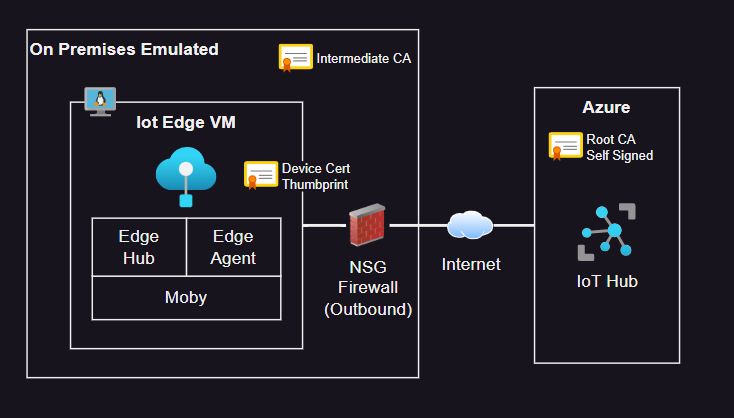 On Premises Emulated
Intermediate CA
Iot Edge VM
Device Cert
Thumbprint
Edge
Hub
Edge
Agent
Moby
NSG
Firewall
(Outbound)
Internet
Azure
Root CA
Self Signed
IoT Hub